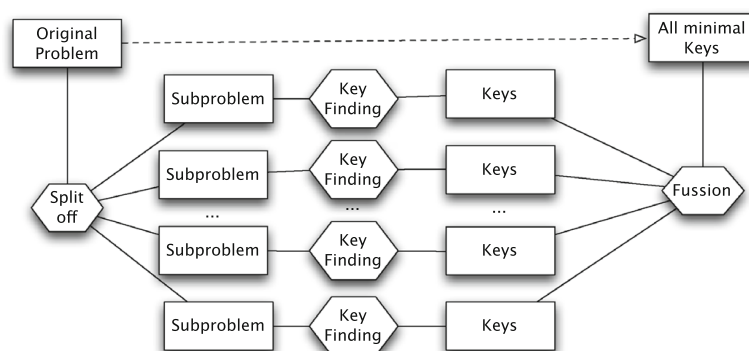 Original
Problem
All minimal
Keys
Subproblem
Key
Finding
Keys
Subproblem
Key
Finding
Keys
Split
off
Fussion
...
...
...
Subproblem
Key
Finding
Keys
Subproblem
Key
Finding
Keys